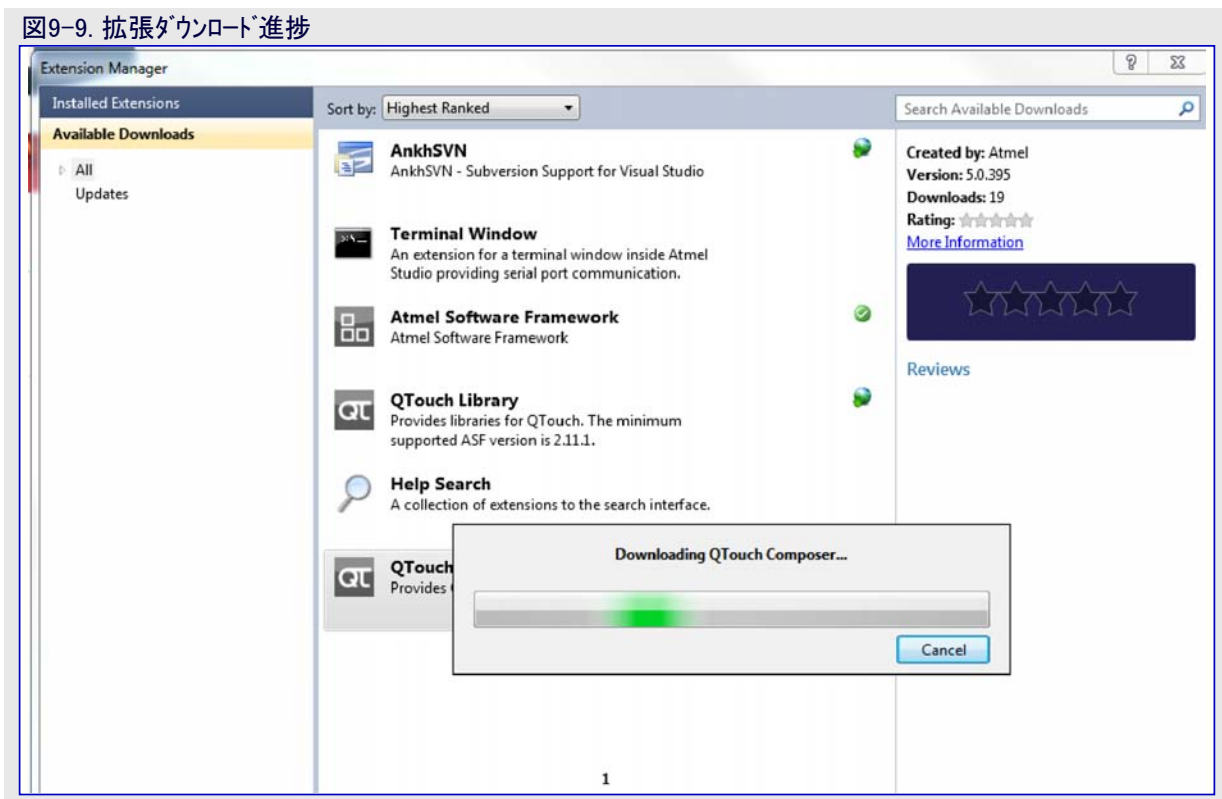 図9-9. 拡張ﾀﾞｳﾝﾛｰﾄﾞ進捗
Extension Manager
Installed Extensions
Available Downloads
All
Updates
Sort by: Highest Ranked
AnkhSVN
AnkhSVN - Subversion Support for Visual Studio
Terminal Window
An extension for a terminal window inside Atmel
Studio providing serial port communication.
Atmel Software Framework
Atmel Software Framework
QTouch Library
Provides libraries for QTouch. The minimum
supported ASF version is 2.11.1.
Help Search
A collection of extensions to the search interface.
QTouch
Provides
1
Search Available Downloads
Created by: Atmel
Version: 5.0.395
Downloads: 19
Rating:
More Information
Reviews
Downloading QTouch Composer...
Cancel